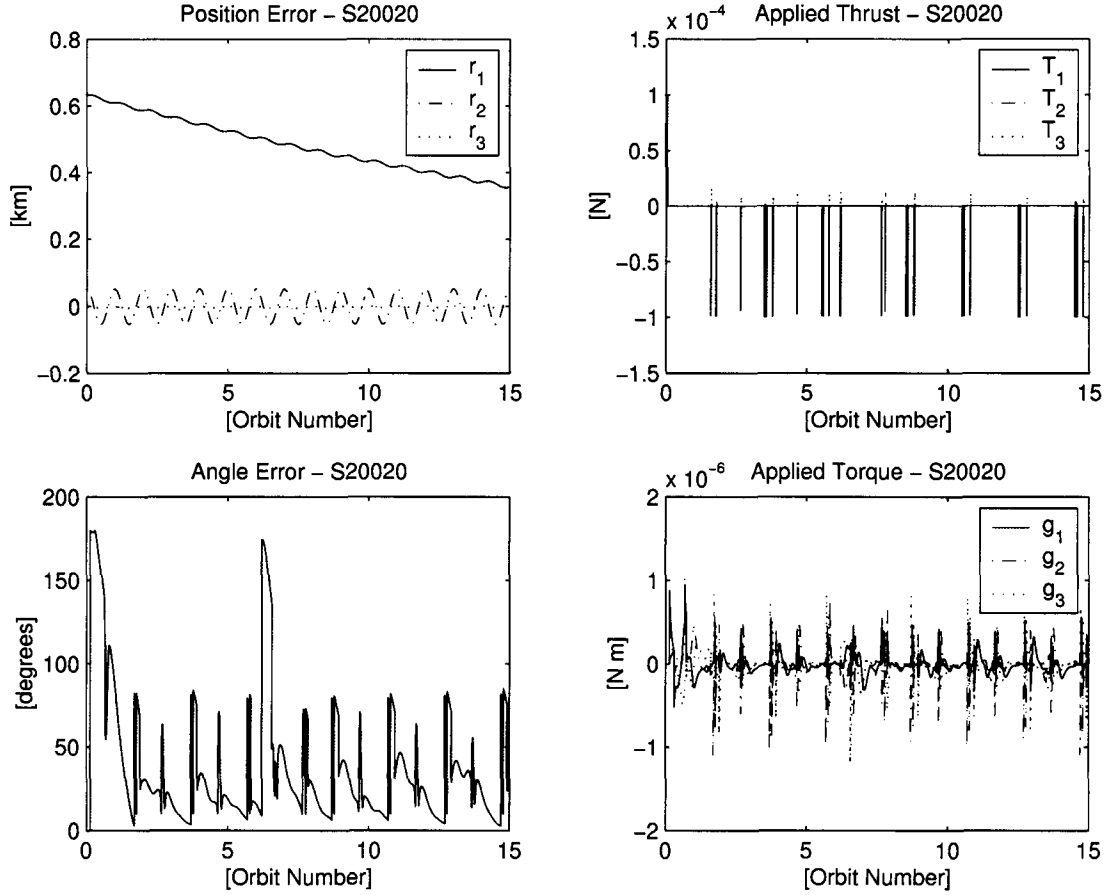 Position Error – S20020
0.8
0.6
0.4
0.2
0
−0.2
[km]
r1
r2
r3
0 5 10 15
[Orbit Number]
Applied Thrust – S20020
x 10^-4
1.5
1
0.5
0
−0.5
−1
−1.5
[N]
T1
T2
T3
0 5 10 15
[Orbit Number]
Angle Error – S20020
200
150
100
50
0
[degrees]
0 5 10 15
[Orbit Number]
Applied Torque – S20020
x 10^-6
2
1
0
−1
−2
[N m]
g1
g2
g3
0 5 10 15
[Orbit Number]